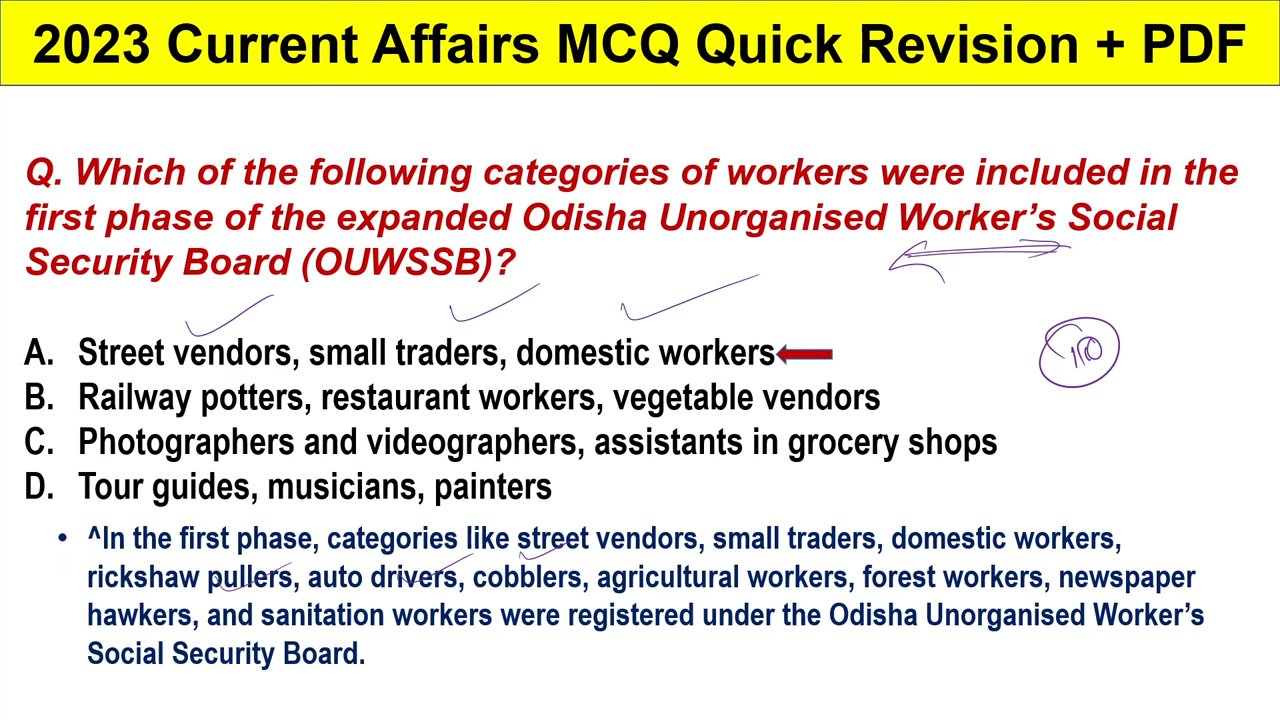 2023 Current Affairs MCQ Quick Revision + PDF
Q. Which of the following categories of workers were included in the
first phase of the expanded Odisha Unorganised Worker’s Social
Security Board (OUWSSB)?
A. Street vendors, small traders, domestic workers
B. Railway potters, restaurant workers, vegetable vendors
C. Photographers and videographers, assistants in grocery shops
D. Tour guides, musicians, painters
• ^In the first phase, categories like street vendors, small traders, domestic workers,
rickshaw pullers, auto drivers, cobblers, agricultural workers, forest workers, newspaper
hawkers, and sanitation workers were registered under the Odisha Unorganised Worker’s
Social Security Board.